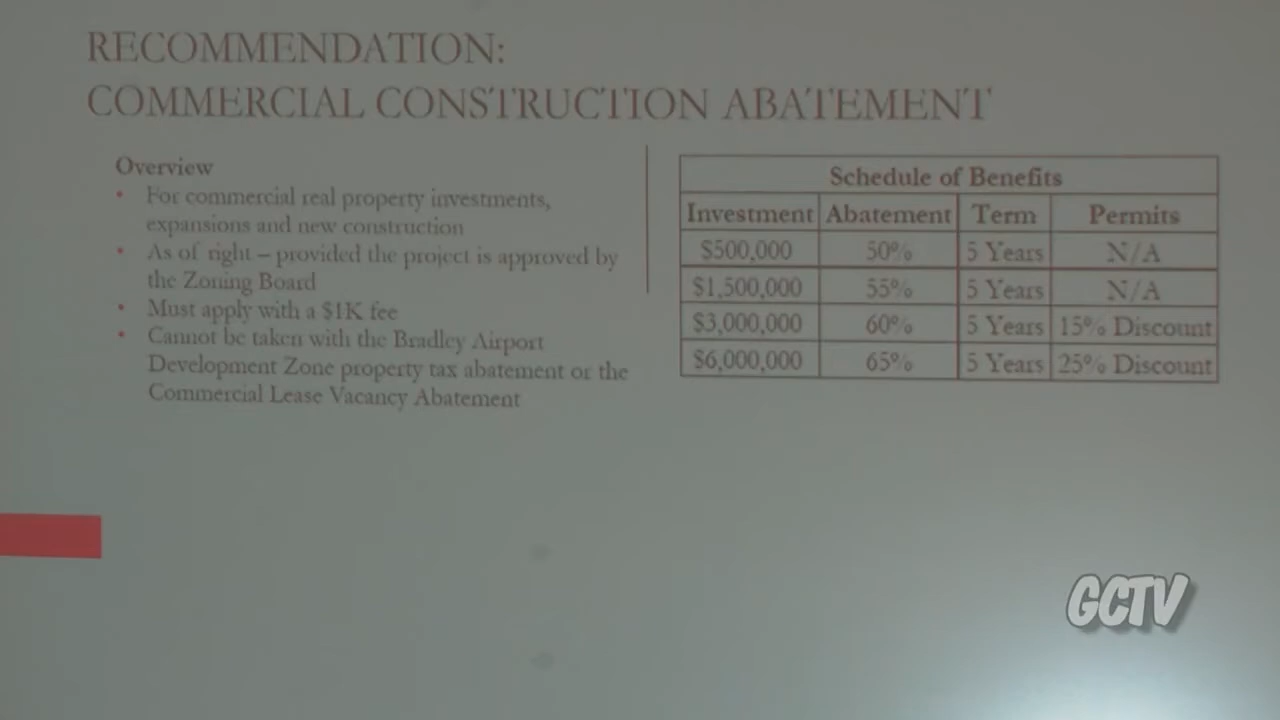 RECOMMENDATION:
COMMERCIAL CONSTRUCTION ABATEMENT
Overview
• For commercial real property investments,
expansions and new construction
• As of right – provided the project is approved by
the Zoning Board
• Must apply with a $1K fee
• Cannot be taken with the Bradley Airport
Development Zone property tax abatement or the
Commercial Lease Vacancy Abatement
Schedule of Benefits
Investment Abatement Term Permits
$500,000 50% 5 Years N/A
$1,500,000 55% 5 Years N/A
$3,000,000 60% 5 Years 15% Discount
$6,000,000 65% 5 Years 25% Discount
GCTV